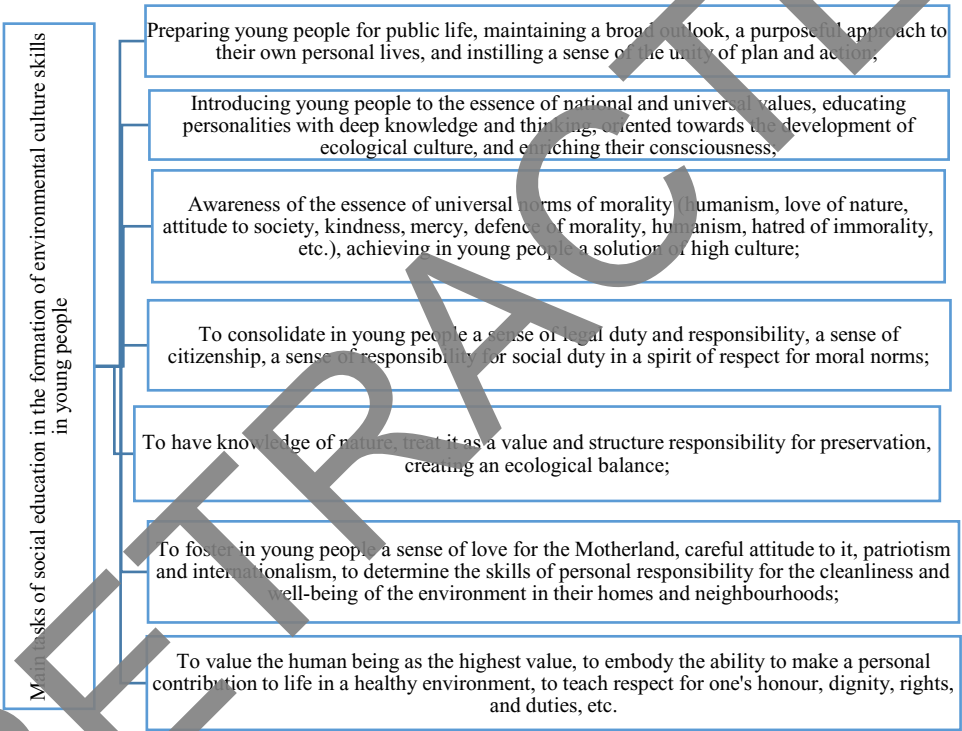 Main tasks of social education in the formation of environmental culture skills
in young people
Preparing young people for public life, maintaining a broad outlook, a purposeful approach to
their own personal lives, and instilling a sense of the unity of plan and action;
Introducing young people to the essence of national and universal values, educating
personalities with deep knowledge and thinking, oriented towards the development of
ecological culture, and enriching their consciousness;
Awareness of the essence of universal norms of morality (humanism, love of nature,
attitude to society, kindness, mercy, defence of morality, humanism, hatred of immorality,
etc.), achieving in young people a solution of high culture;
To consolidate in young people a sense of legal duty and responsibility, a sense of
citizenship, a sense of responsibility for social duty in a spirit of respect for moral norms;
To have knowledge of nature, treat it as a value and structure responsibility for preservation,
creating an ecological balance;
To foster in young people a sense of love for the Motherland, careful attitude to it, patriotism
and internationalism, to determine the skills of personal responsibility for the cleanliness and
well-being of the environment in their homes and neighbourhoods;
To value the human being as the highest value, to embody the ability to make a personal
contribution to life in a healthy environment, to teach respect for one's honour, dignity, rights,
and duties, etc.
RETRACTE